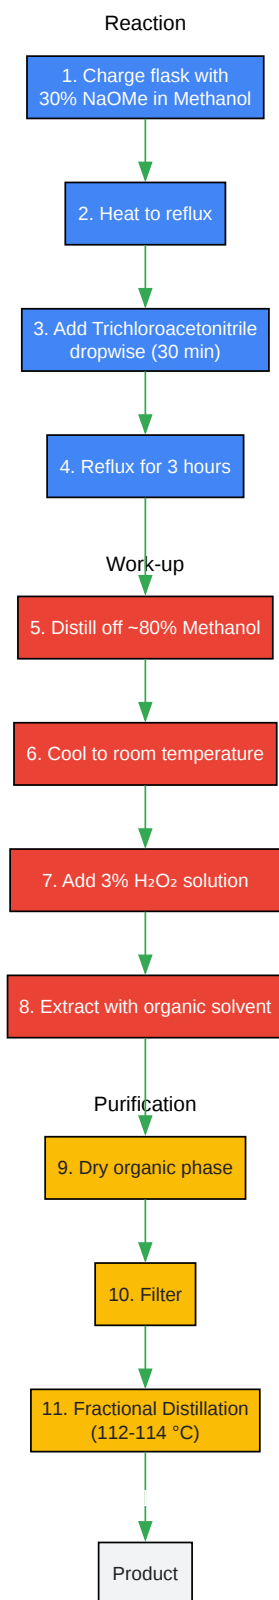 Reaction
1. Charge flask with
30% NaOMe in Methanol
2. Heat to reflux
3. Add Trichloroacetonitrile
dropwise (30 min)
4. Reflux for 3 hours
Work-up
5. Distill off ~80% Methanol
6. Cool to room temperature
7. Add 3% H₂O₂ solution
8. Extract with organic solvent
Purification
9. Dry organic phase
10. Filter
11. Fractional Distillation
(112-114 °C)
Product